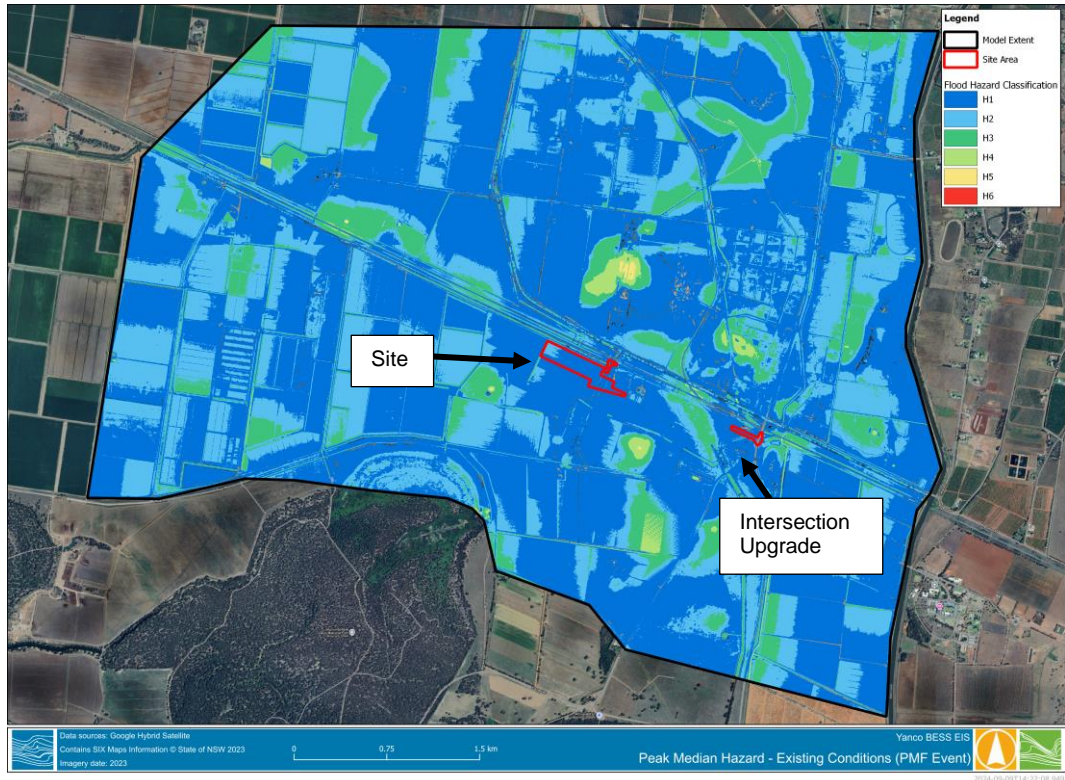 Legend
Model Extent
Site Area
Flood Hazard Classification
H1
H2
H3
H4
H5
H6
Site
Intersection
Upgrade
Data sources: Google Hybrid Satellite
Contains SIX Maps Information © State of NSW 2023
Imagery date: 2023
0 0.75 1.5 km
Yanco BESS EIS
Peak Median Hazard - Existing Conditions (PMF Event)